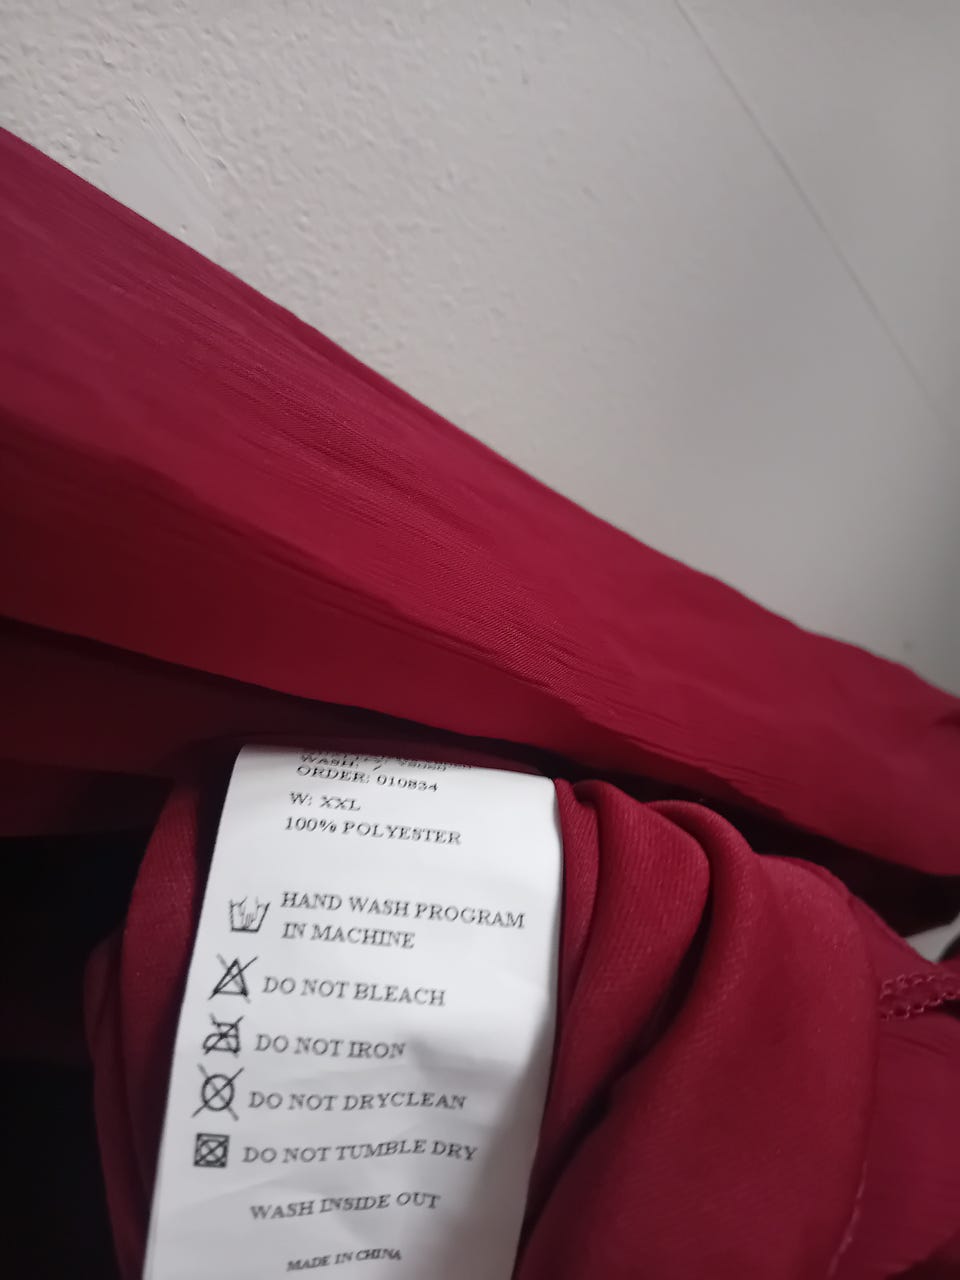 WASH: /
ORDER: 010834
W: XXL
100% POLYESTER
HAND WASH PROGRAM
IN MACHINE
DO NOT BLEACH
DO NOT IRON
DO NOT DRYCLEAN
DO NOT TUMBLE DRY
WASH INSIDE OUT
MADE IN CHINA